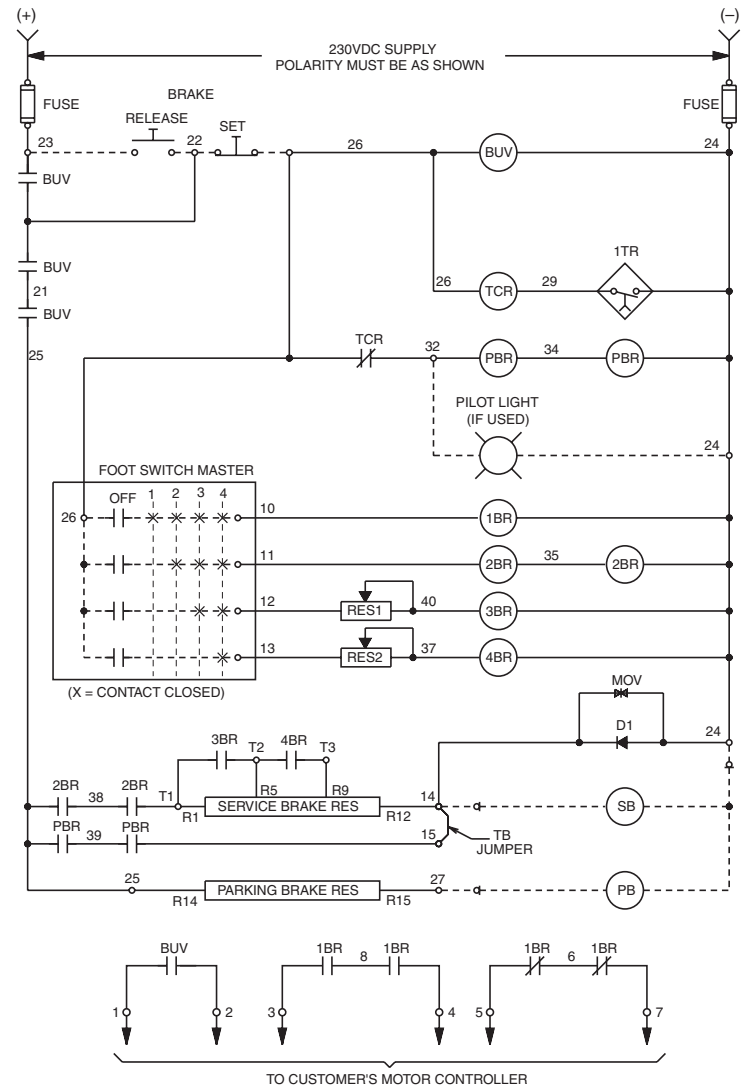 (+) (–)
230VDC SUPPLY
POLARITY MUST BE AS SHOWN
FUSE BRAKE FUSE
RELEASE SET
23 22 26 BUV 24
BUV
1TR
BUV
21 26 TCR 29
BUV
25 TCR 32 PBR 34 PBR
PILOT LIGHT
(IF USED)
24
FOOT SWITCH MASTER
OFF 1 2 3 4
26 10 1BR
11 2BR 35 2BR
12 RES1 40 3BR
13 RES2 37 4BR
(X = CONTACT CLOSED)
MOV
D1 24
3BR T2 4BR T3
2BR 38 2BR T1 R1 R5 R9 R12 14 SB
SERVICE BRAKE RES
PBR 39 PBR 15 TB
JUMPER
25 R14 PARKING BRAKE RES R15 27 PB
BUV 1BR 8 1BR 1BR 6 1BR
1 2 3 4 5 7
TO CUSTOMER'S MOTOR CONTROLLER